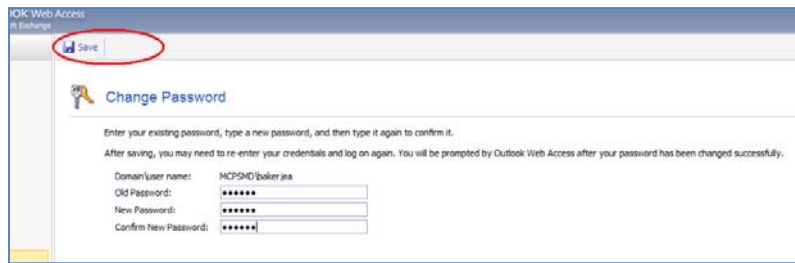 OOK Web Access
Save
Change Password
Enter your existing password, type a new password, and then type it again to confirm it.
After saving, you may need to re-enter your credentials and log on again. You will be prompted by Outlook Web Access after your password has been changed successfully.
Domain\user name: MCPSMD\bakerjea
Old Password: ••••••
New Password: ••••••
Confirm New Password: ••••••